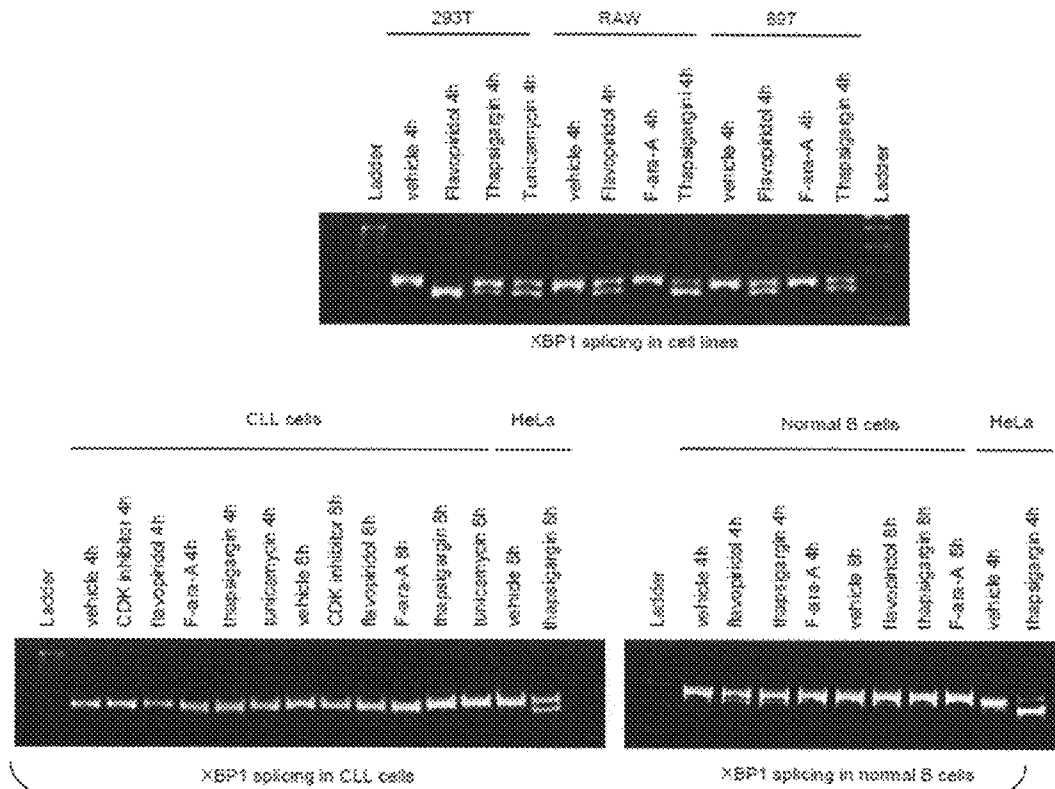 293T RAW 697
Ladder
vehicle 4h
Flavopiridol 4h
Thapsigargin 4h
Tunicamycin 4h
vehicle 4h
Flavopiridol 4h
F-ara-A 4h
Thapsigargin 4h
vehicle 4h
Flavopiridol 4h
F-ara-A 4h
Thapsigargin 4h
Ladder
XBP1 splicing in cell lines
CLL cells HeLa
Ladder
vehicle 4h
CDK inhibitor 4h
flavopiridol 4h
F-ara-A 4h
thapsigargin 4h
tunicamycin 4h
vehicle 8h
CDK inhibitor 8h
flavopiridol 8h
F-ara-A 8h
thapsigargin 8h
tunicamycin 8h
vehicle 8h
thapsigargin 8h
XBP1 splicing in CLL cells
Normal B cells HeLa
Ladder
vehicle 4h
flavopiridol 4h
thapsigargin 4h
F-ara-A 4h
vehicle 8h
flavopiridol 8h
thapsigargin 8h
F-ara-A 8h
vehicle 4h
thapsigargin 4h
XBP1 splicing in normal B cells